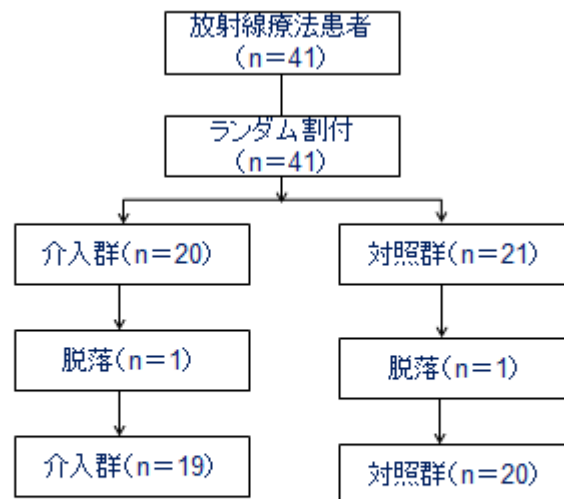 放射線療法患者
(n＝41)
ランダム割付
(n＝41)
介入群(n＝20)
対照群(n＝21)
脱落(n＝1)
脱落(n＝1)
介入群(n＝19)
対照群(n＝20)